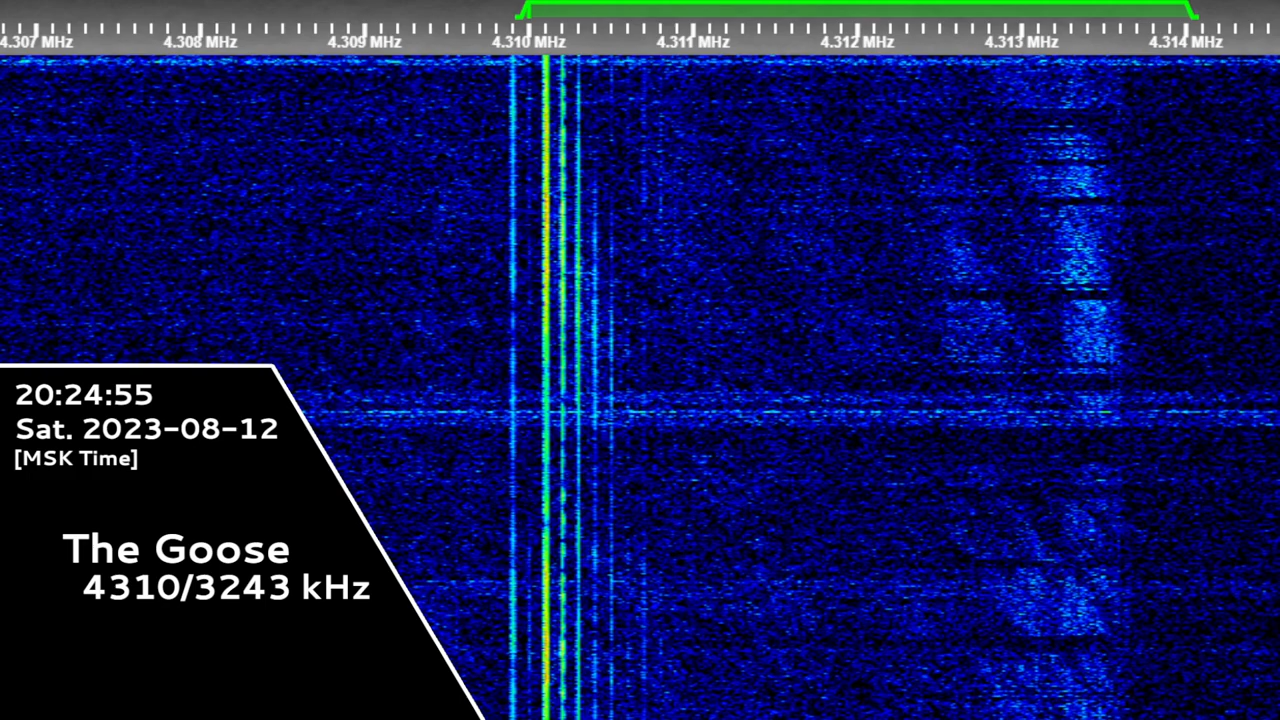 4.307 MHz 4.308 MHz 4.309 MHz 4.310 MHz 4.311 MHz 4.312 MHz 4.313 MHz 4.314 MHz
20:24:55
Sat. 2023-08-12
[MSK Time]
The Goose
4310/3243 kHz